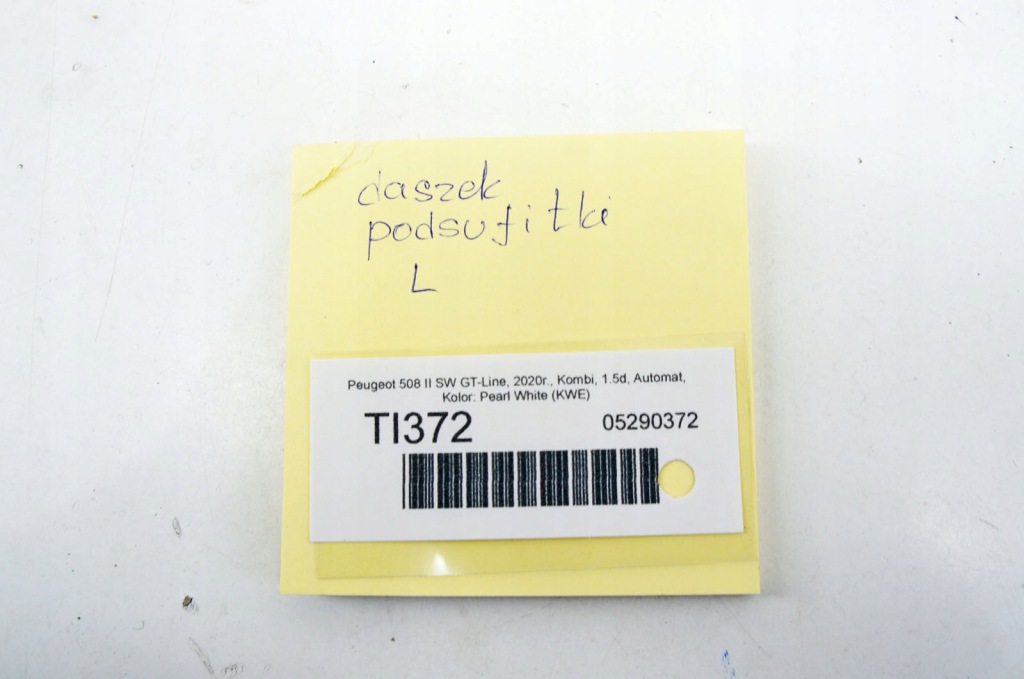 daszek
podsufitki
L
Peugeot 508 II SW GT-Line, 2020r., Kombi, 1.5d, Automat,
Kolor: Pearl White (KWE)
TI372 05290372